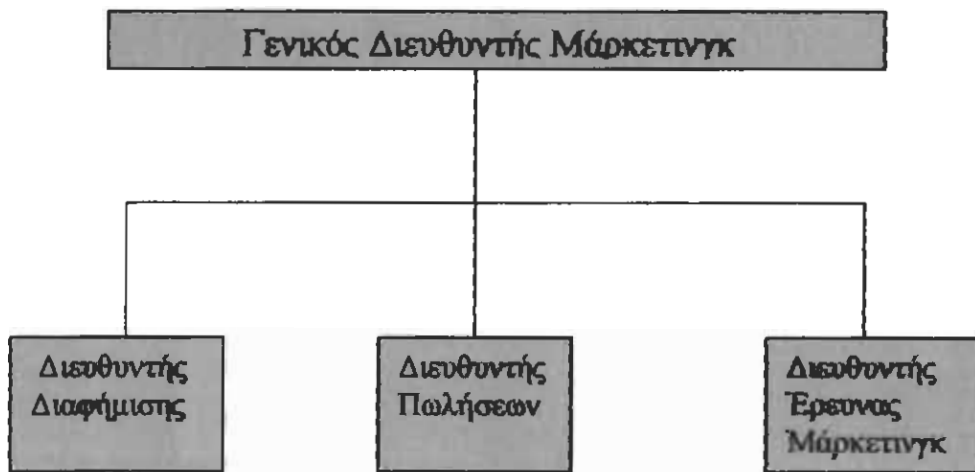 Γενικός Διευθυντής Μάρκετινγκ
Διευθυντής
Διαφήμισης
Διευθυντής
Πωλήσεων
Διευθυντής
Έρευνας
Μάρκετινγκ